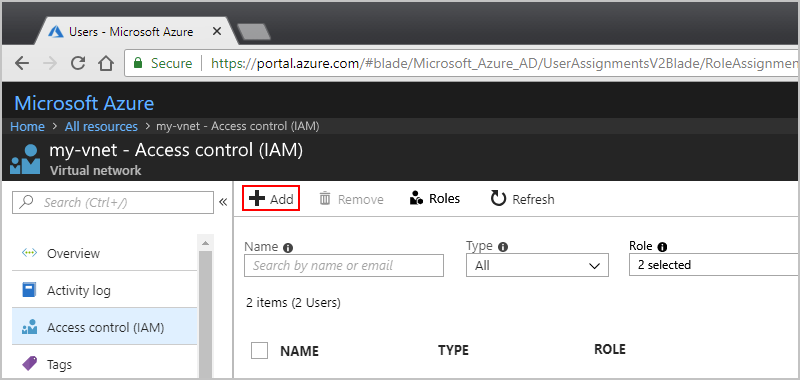 Users - Microsoft Azure
Secure https://portal.azure.com/#blade/Microsoft_Azure_AD/UserAssignmentsV2Blade/RoleAssignmen
Microsoft Azure
Home > All resources > my-vnet - Access control (IAM)
my-vnet - Access control (IAM)
Virtual network
Search (Ctrl+/) «
Add Remove Roles Refresh
Overview
Activity log
Access control (IAM)
Tags
Name Type Role
Search by name or email All 2 selected
2 items (2 Users)
NAME TYPE ROLE